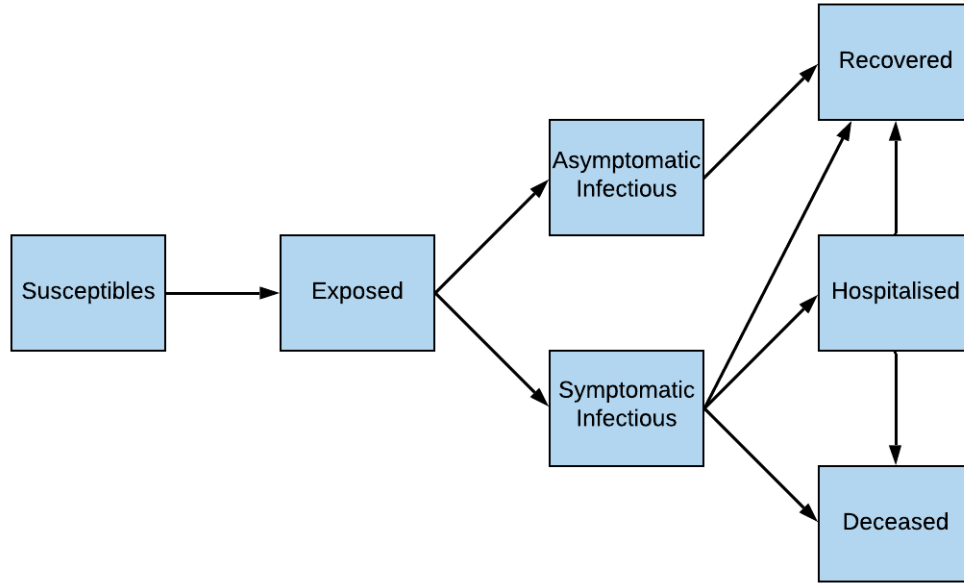 Susceptibles
Exposed
Asymptomatic
Infectious
Symptomatic
Infectious
Recovered
Hospitalised
Deceased